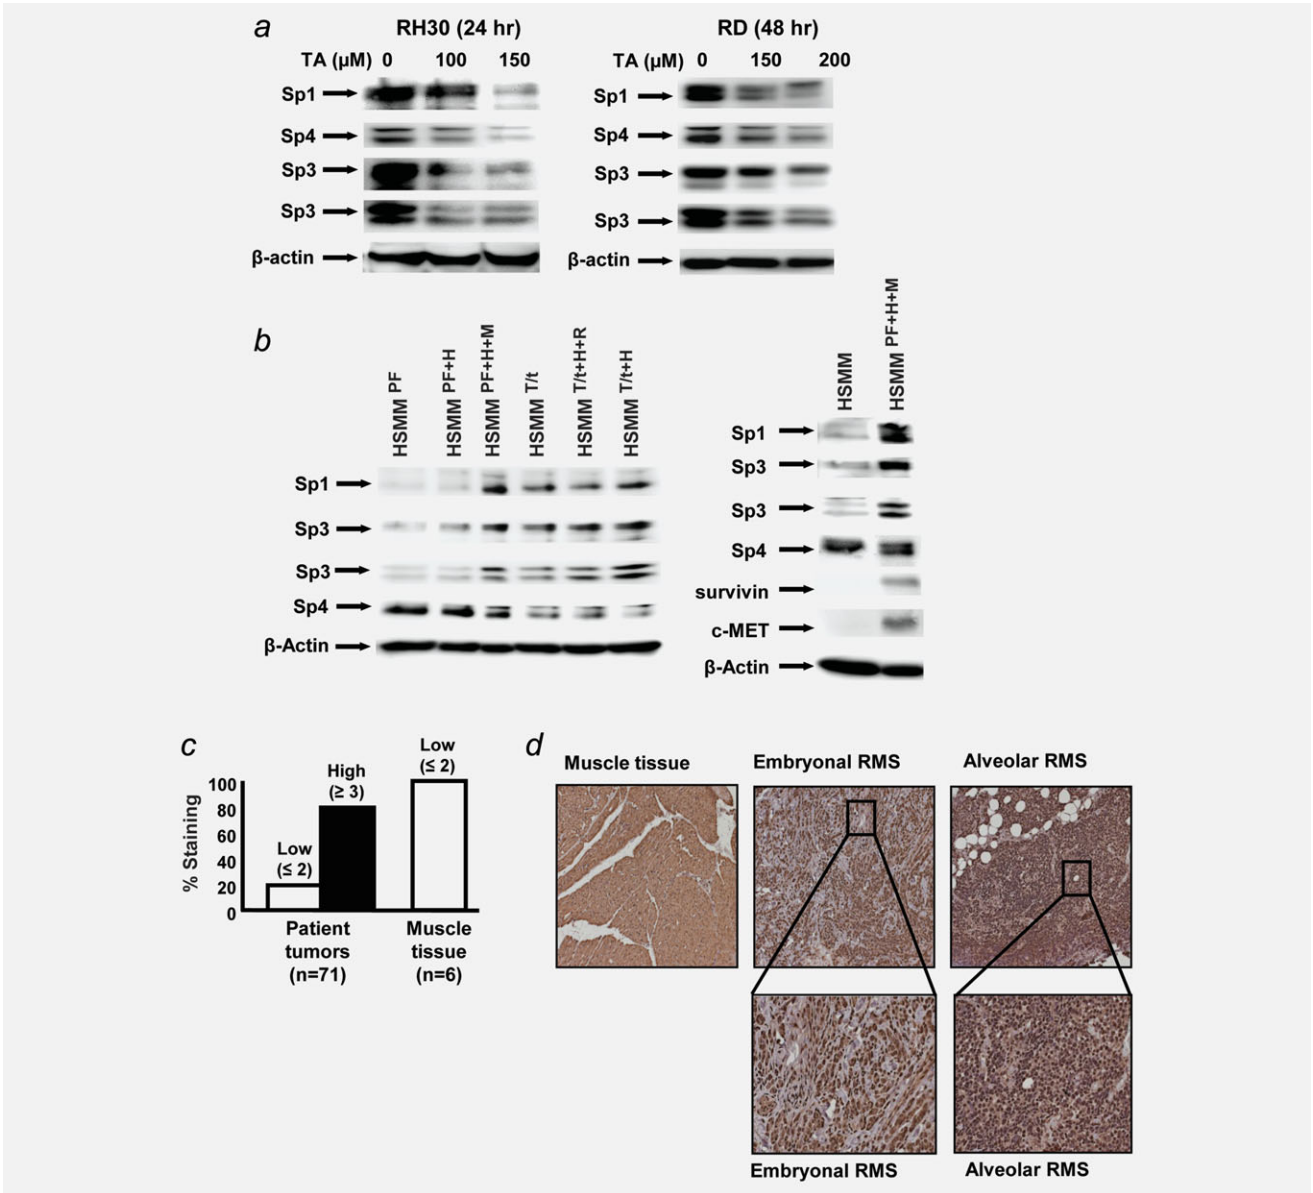 a
RH30 (24 hr)
TA (µM) 0 100 150
Sp1
Sp4
Sp3
Sp3
β-actin
RD (48 hr)
TA (µM) 0 150 200
Sp1
Sp4
Sp3
Sp3
β-actin
b
HSMM PF
HSMM PF+H
HSMM PF+H+M
HSMM T/t
HSMM T/t+H+R
HSMM T/t+H
Sp1
Sp3
Sp3
Sp4
β-Actin
HSMM
HSMM PF+H+M
Sp1
Sp3
Sp3
Sp4
survivin
c-MET
β-Actin
c
% Staining
100
80
60
40
20
0
Low
(≤ 2)
High
(≥ 3)
Low
(≤ 2)
Patient
tumors
(n=71)
Muscle
tissue
(n=6)
d
Muscle tissue
Embryonal RMS
Alveolar RMS
Embryonal RMS
Alveolar RMS